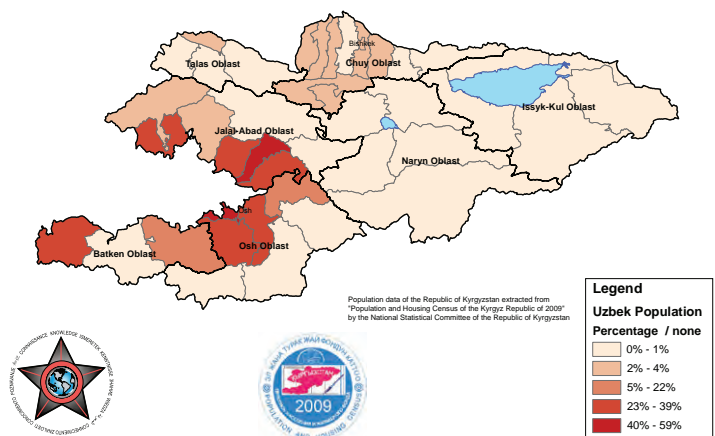 Bishkek
Talas Oblast
Chuy Oblast
Issyk-Kul Oblast
Jalal-Abad Oblast
Naryn Oblast
Osh
Osh Oblast
Batken Oblast
Population data of the Republic of Kyrgyzstan extracted from
"Population and Housing Census of the Kyrgyz Republic of 2009"
by the National Statistical Committee of the Republic of Kyrgyzstan
Legend
Uzbek Population
Percentage / none
0% - 1%
2% - 4%
5% - 22%
23% - 39%
40% - 59%
CONNAISSANCE KNOWLEDGE
КЫРГЫЗСТАН
2009